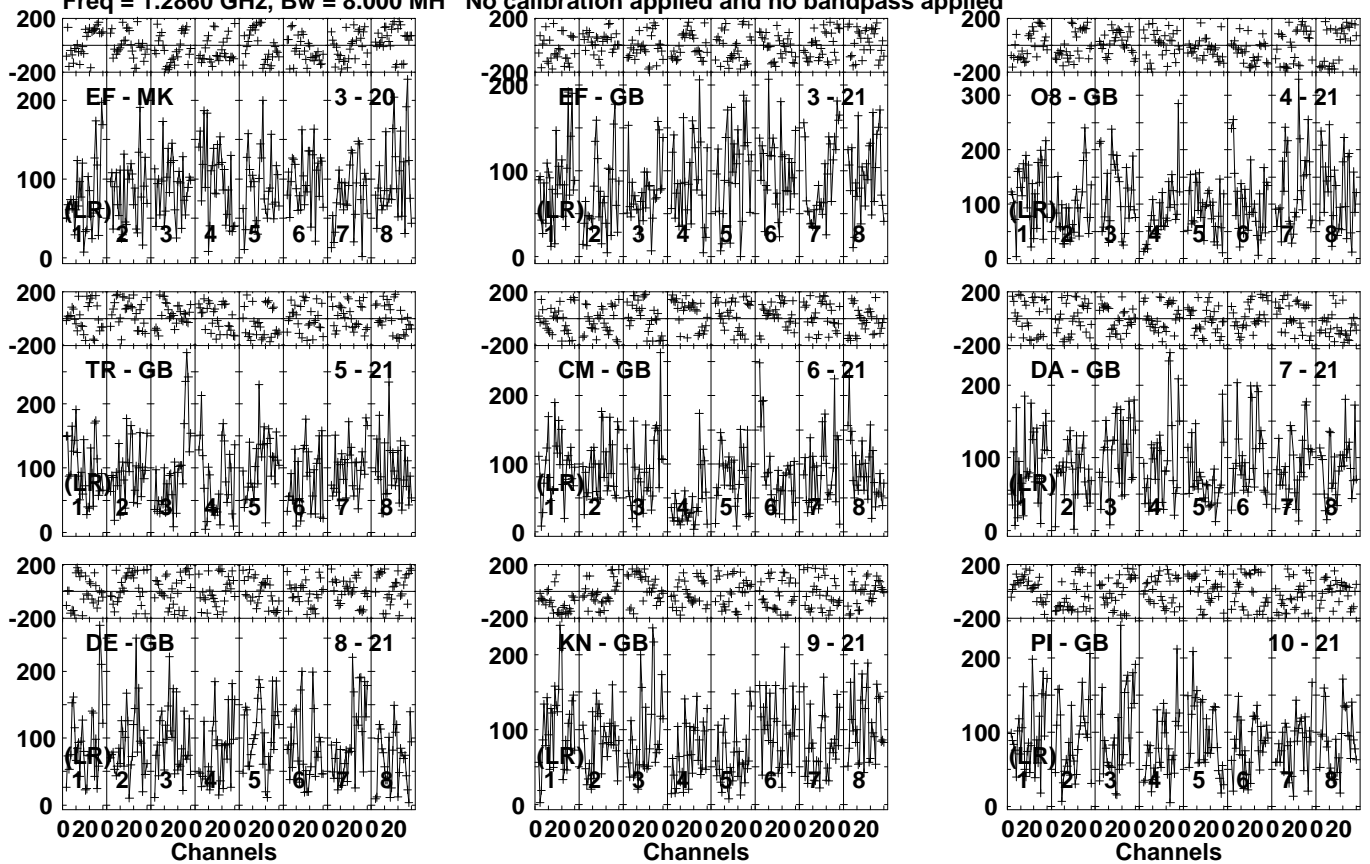 Freq = 1.2860 GHz, Bw = 8.000 MH No calibration applied and no bandpass applied
200 200 200
-200 -200 -200
EF - MK 3 - 20 EF - GB 3 - 21 O8 - GB 4 - 21
200 200 300
200
100 100 100
(LR) (LR) (LR)
1 2 3 4 5 6 7 8 1 2 3 4 5 6 7 8 1 2 3 4 5 6 7 8
0 0 0
200 200 200
-200 -200 -200
TR - GB 5 - 21 CM - GB 6 - 21 DA - GB 7 - 21
200 200 200
100 100 100
(LR) (LR) (LR)
1 2 3 4 5 6 7 8 1 2 3 4 5 6 7 8 1 2 3 4 5 6 7 8
0 0 0
200 200 200
-200 -200 -200
DE - GB 8 - 21 KN - GB 9 - 21 PI - GB 10 - 21
200 200 200
100 100 100
(LR) (LR) (LR)
1 2 3 4 5 6 7 8 1 2 3 4 5 6 7 8 1 2 3 4 5 6 7 8
0 0 0
0 20 0 20 0 20 0 20 0 20 0 20 0 20 0 20 0 20 0 20 0 20 0 20 0 20 0 20 0 20 0 20 0 20 0 20 0 20 0 20 0 20 0 20 0 20 0 20
Channels Channels Channels